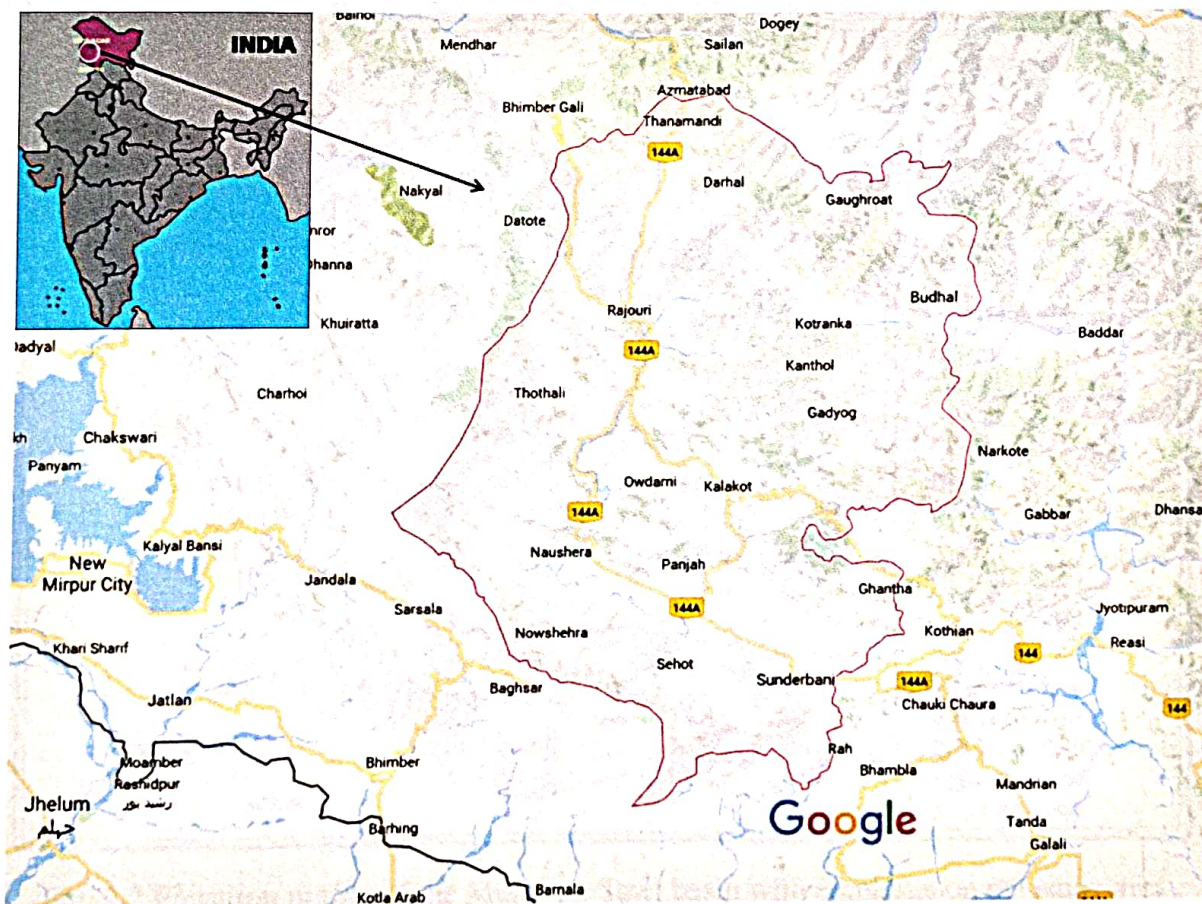 INDIA
Mendhar
Dogey
Sailan
Azmatabad
Bhimber Gali
Thanamandi
144A
Nakyal
Darhal
Gaughroat
Datote
Budhal
Rajouri
Khuiratta
Kotranka
Baddar
144A
Kanthol
Charhoi
Thothali
Gadyog
Chakswari
Narkote
Panyam
Owdarni
Kalakot
144A
Gabbar
Dhansa
Kalyal Bansi
Naushera
Panjah
New
Mirpur City
Jandala
Ghantha
Sarsala
144A
Jyotipuram
Nowshehra
Kothian
Khari Sharif
Sehot
144
Reasi
Baghsar
Sunderbani
144A
Jatlan
Chauki Chaura
144
Rah
Moamber
Bhimber
Bhambla
Rashidpur
رشید پور
Mandrian
Jhelum
جہلم
Google
Tanda
Barhing
Galali
Kotla Arab
Barnala